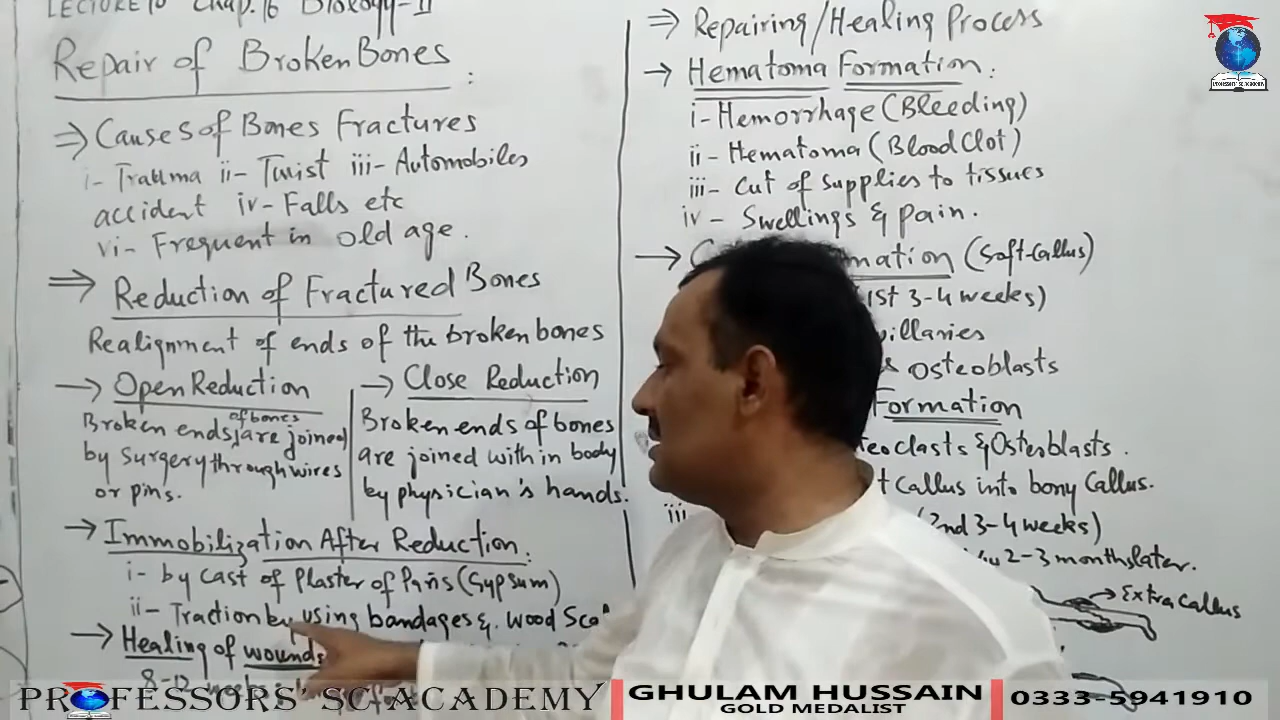 LECTURE 10 Chap. 16 Biology-II
Repair of Broken Bones :
⇒ Causes of Bones Fractures
i- Trauma ii- Twist iii- Automobiles
accident iv- Falls etc
vi- Frequent in old age.
⇒ Reduction of Fractured Bones
Realignment of ends of the broken bones
→ Open Reduction
of bones
Broken ends are joined
by surgery through wires
or pins.
→ Close Reduction
Broken ends of bones
are joined with in body
by physician's hands.
→ Immobilization After Reduction :
i- by Cast of Plaster of Paris (Gypsum)
ii- Traction by using bandages & wood
→ Healing of wounds
8-12
⇒ Repairing/Healing Process
→ Hematoma Formation :
i- Hemorrhage (Bleeding)
ii- Hematoma (Blood Clot)
iii- Cut of supplies to tissues
iv- Swellings & pain.
→ (Soft-Callus)
(1st 3-4 weeks)
Osteoblasts
Formation
& Osteoblasts.
Callus into bony Callus.
iii
(2nd 3-4 weeks)
2-3 months later.
→ Extra Callus
PROFESSORS' SC ACADEMY
PROFESSORS' SC ACADEMY
GHULAM HUSSAIN
GOLD MEDALIST
0333-5941910